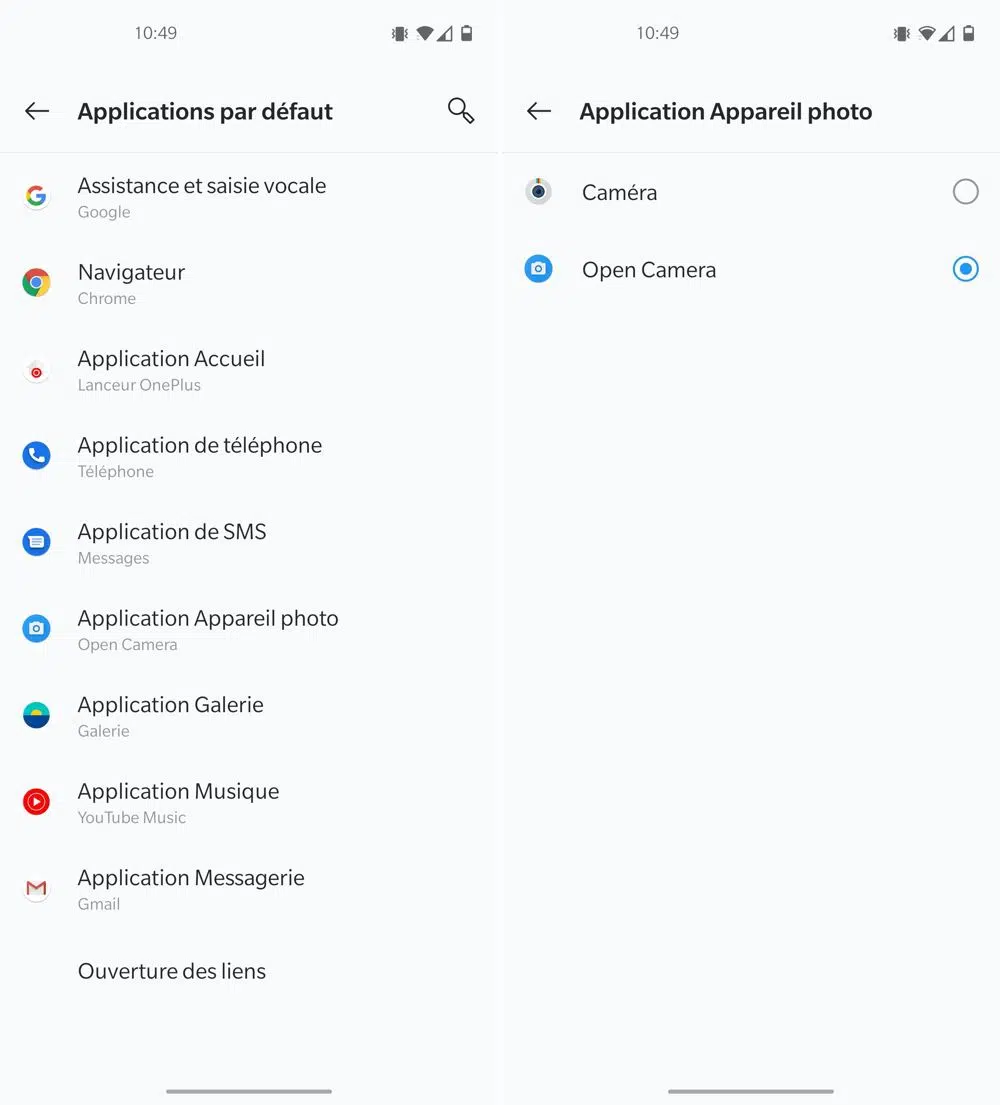 10:49
Applications par défaut
Assistance et saisie vocale
Google
Navigateur
Chrome
Application Accueil
Lanceur OnePlus
Application de téléphone
Téléphone
Application de SMS
Messages
Application Appareil photo
Open Camera
Application Galerie
Galerie
Application Musique
YouTube Music
Application Messagerie
Gmail
Ouverture des liens
10:49
Application Appareil photo
Caméra
Open Camera